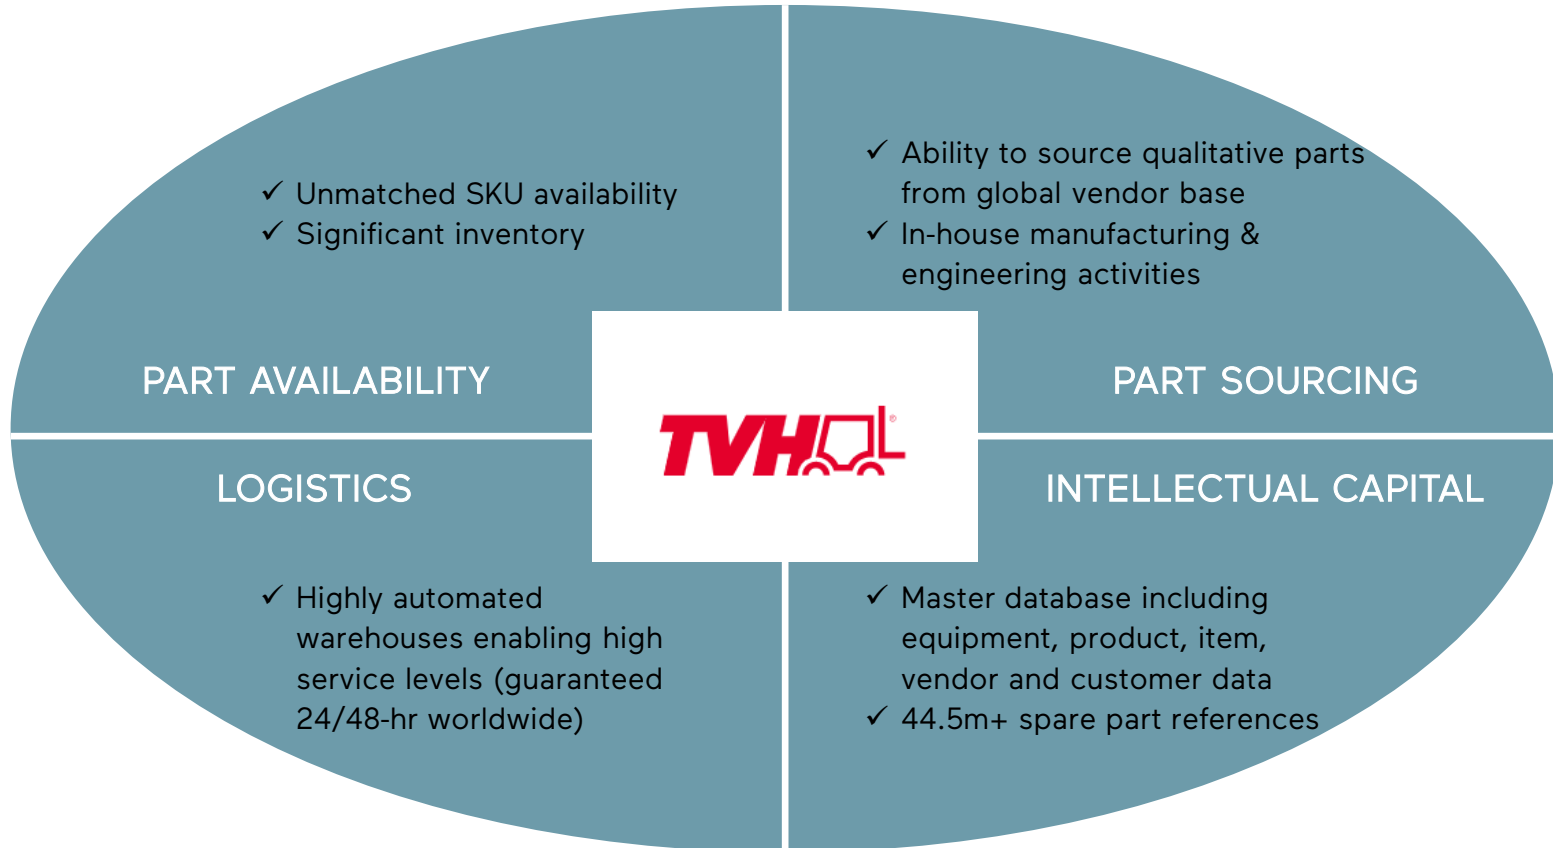 ✓ Unmatched SKU availability
✓ Significant inventory
PART AVAILABILITY
✓ Ability to source qualitative parts
from global vendor base
✓ In-house manufacturing &
engineering activities
PART SOURCING
TVH®
LOGISTICS
✓ Highly automated
warehouses enabling high
service levels (guaranteed
24/48-hr worldwide)
INTELLECTUAL CAPITAL
✓ Master database including
equipment, product, item,
vendor and customer data
✓ 44.5m+ spare part references